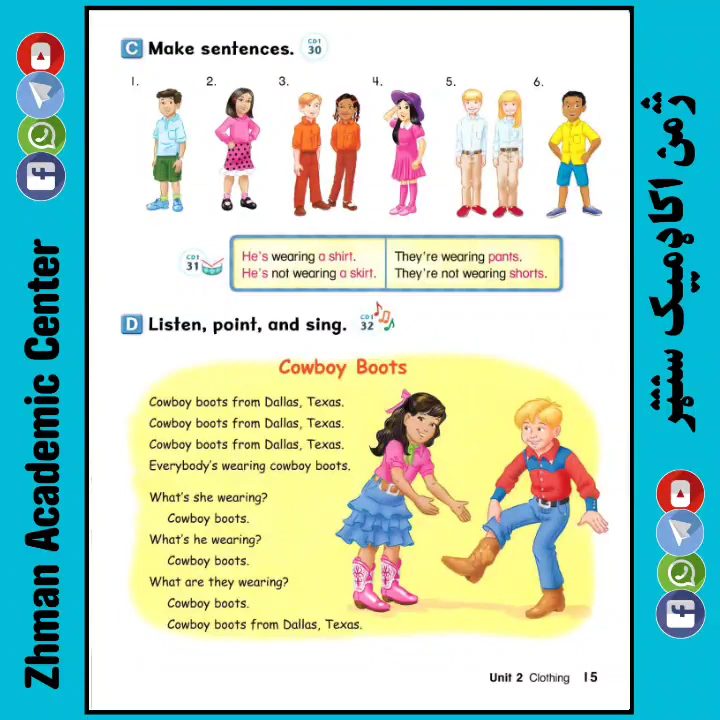 C Make sentences. CD1 30
1. 2. 3. 4. 5. 6.
CD1 31
He's wearing a shirt.
He's not wearing a skirt.
They're wearing pants.
They're not wearing shorts.
D Listen, point, and sing. CD1 32
Cowboy Boots
Cowboy boots from Dallas, Texas.
Cowboy boots from Dallas, Texas.
Cowboy boots from Dallas, Texas.
Everybody's wearing cowboy boots.
What's she wearing?
Cowboy boots.
What's he wearing?
Cowboy boots.
What are they wearing?
Cowboy boots.
Cowboy boots from Dallas, Texas.
Unit 2 Clothing 15
Zhman Academic Center